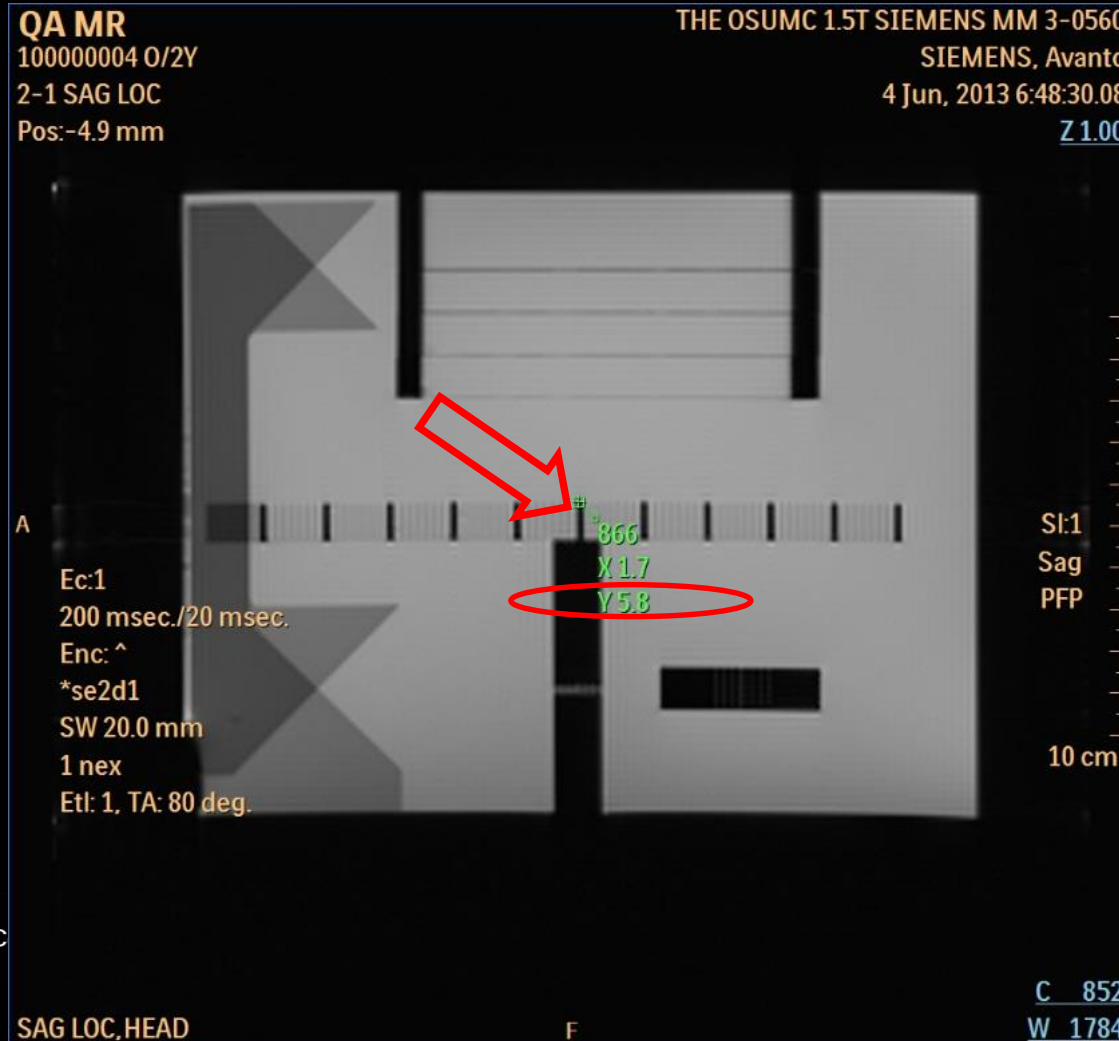 QA MR
100000004 O/2Y
2-1 SAG LOC
Pos:-4.9 mm
THE OSUMC 1.5T SIEMENS MM 3-0560
SIEMENS, Avanto
4 Jun, 2013 6:48:30.08
Z 1.00
A
866
X 1.7
Y 5.8
SI:1
Sag
PFP
Ec:1
200 msec./20 msec.
Enc: ^
*se2d1
SW 20.0 mm
1 nex
Etl: 1, TA: 80 deg.
10 cm
C
C 852
W 1784
SAG LOC,HEAD
F